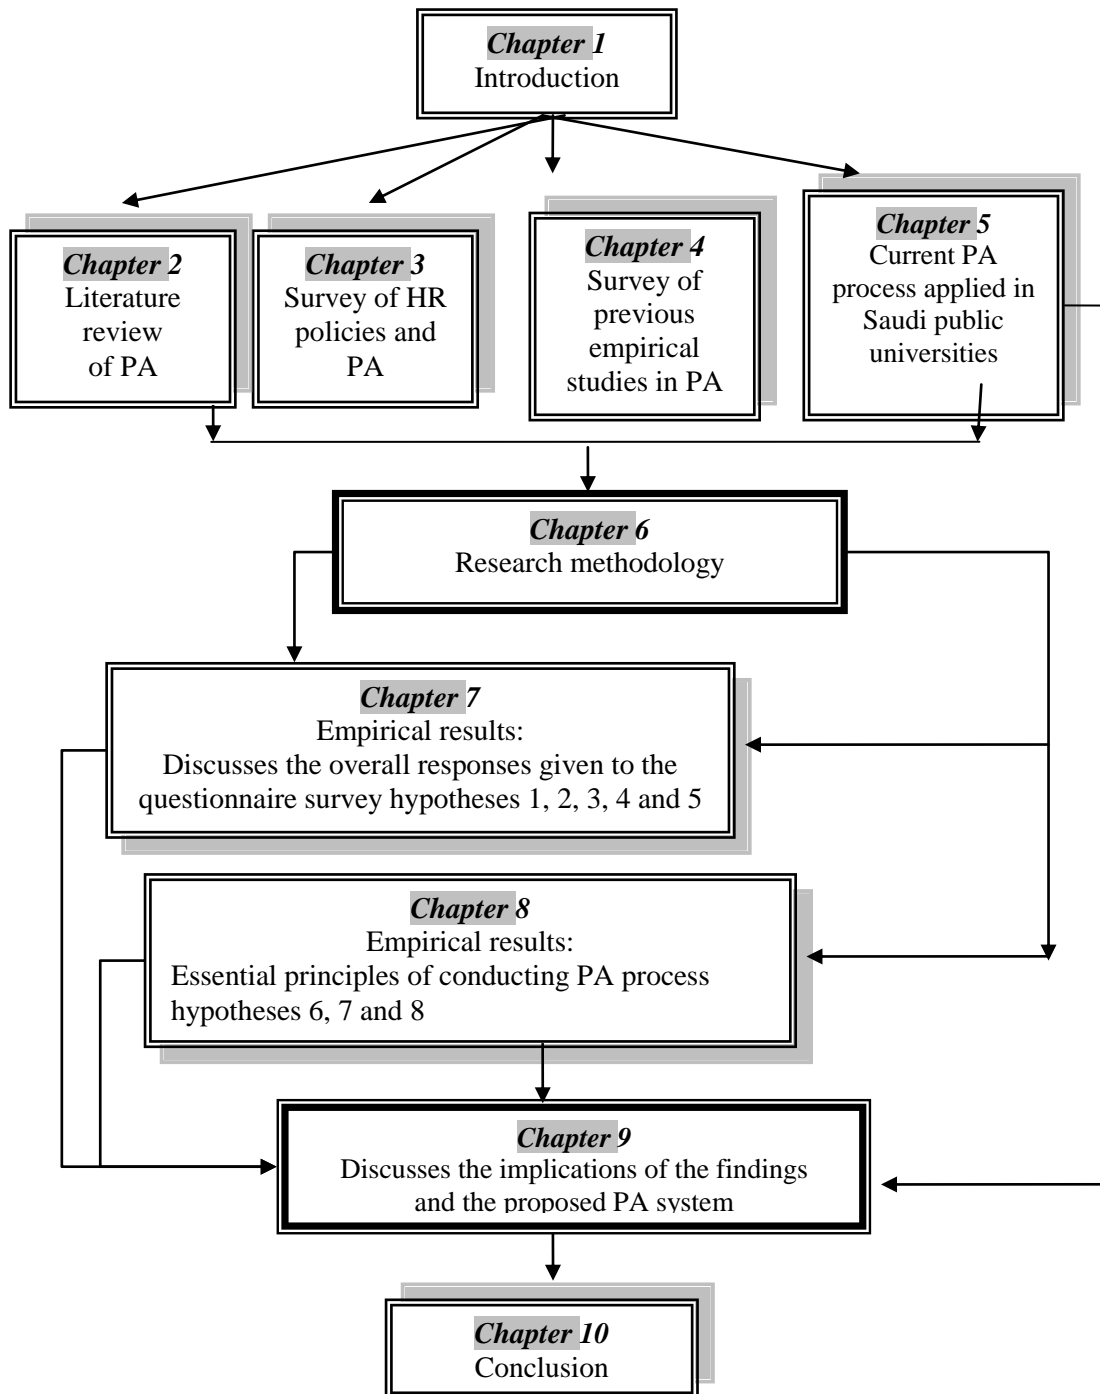 Chapter 1
Introduction
Chapter 2
Literature
review
of PA
Chapter 3
Survey of HR
policies and
PA
Chapter 4
Survey of
previous
empirical
studies in PA
Chapter 5
Current PA
process applied in
Saudi public
universities
Chapter 6
Research methodology
Chapter 7
Empirical results:
Discusses the overall responses given to the
questionnaire survey hypotheses 1, 2, 3, 4 and 5
Chapter 8
Empirical results:
Essential principles of conducting PA process
hypotheses 6, 7 and 8
Chapter 9
Discusses the implications of the findings
and the proposed PA system
Chapter 10
Conclusion